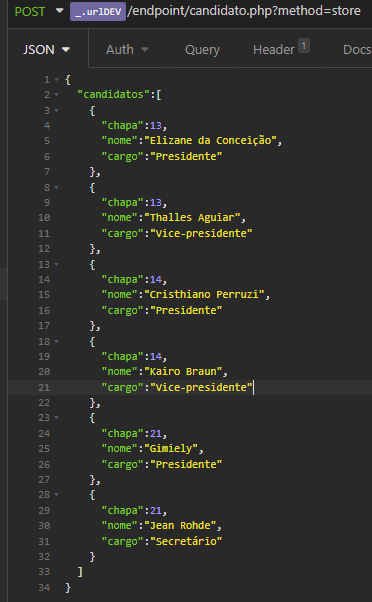 POST _.urlDEV /endpoint/candidato.php?method=store
JSON Auth Query Header 1 Docs
1 {
2 "candidatos":[
3 {
4 "chapa":13,
5 "nome":"Elizane da Conceição",
6 "cargo":"Presidente"
7 },
8 {
9 "chapa":13,
10 "nome":"Thalles Aguiar",
11 "cargo":"Vice-presidente"
12 },
13 {
14 "chapa":14,
15 "nome":"Cristhiano Perruzi",
16 "cargo":"Presidente"
17 },
18 {
19 "chapa":14,
20 "nome":"Kairo Braun",
21 "cargo":"Vice-presidente"
22 },
23 {
24 "chapa":21,
25 "nome":"Gimiely",
26 "cargo":"Presidente"
27 },
28 {
29 "chapa":21,
30 "nome":"Jean Rohde",
31 "cargo":"Secretário"
32 }
33 ]
34 }